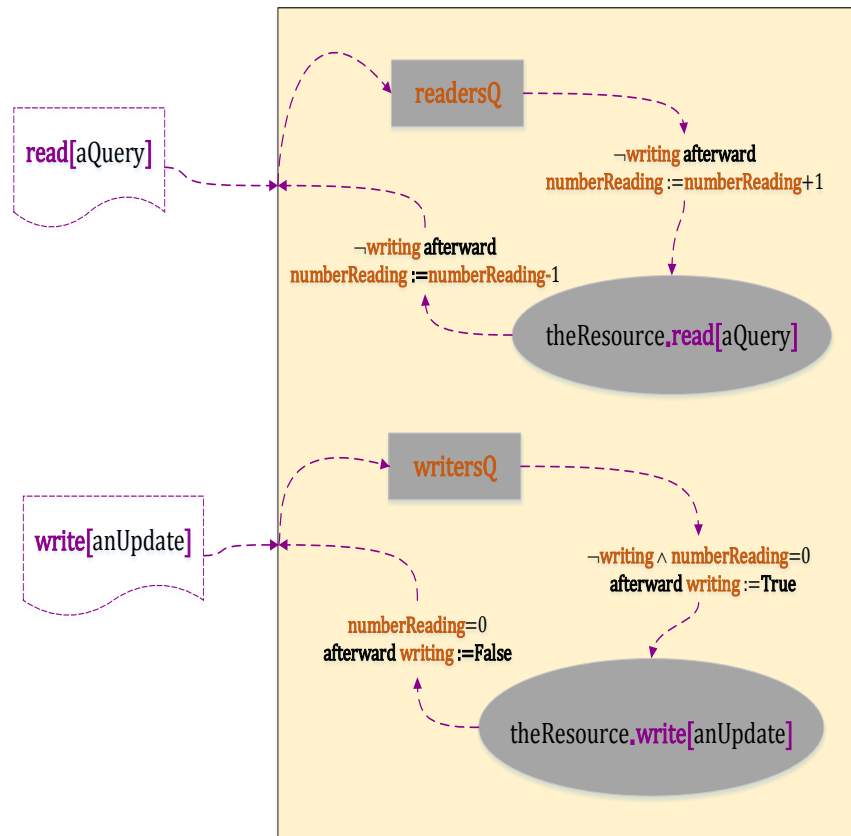 readersQ
read[aQuery]
¬writing afterward
numberReading :=numberReading+1
¬writing afterward
numberReading :=numberReading-1
theResource.read[aQuery]
writersQ
write[anUpdate]
¬writing ∧ numberReading=0
afterward writing :=True
numberReading=0
afterward writing :=False
theResource.write[anUpdate]